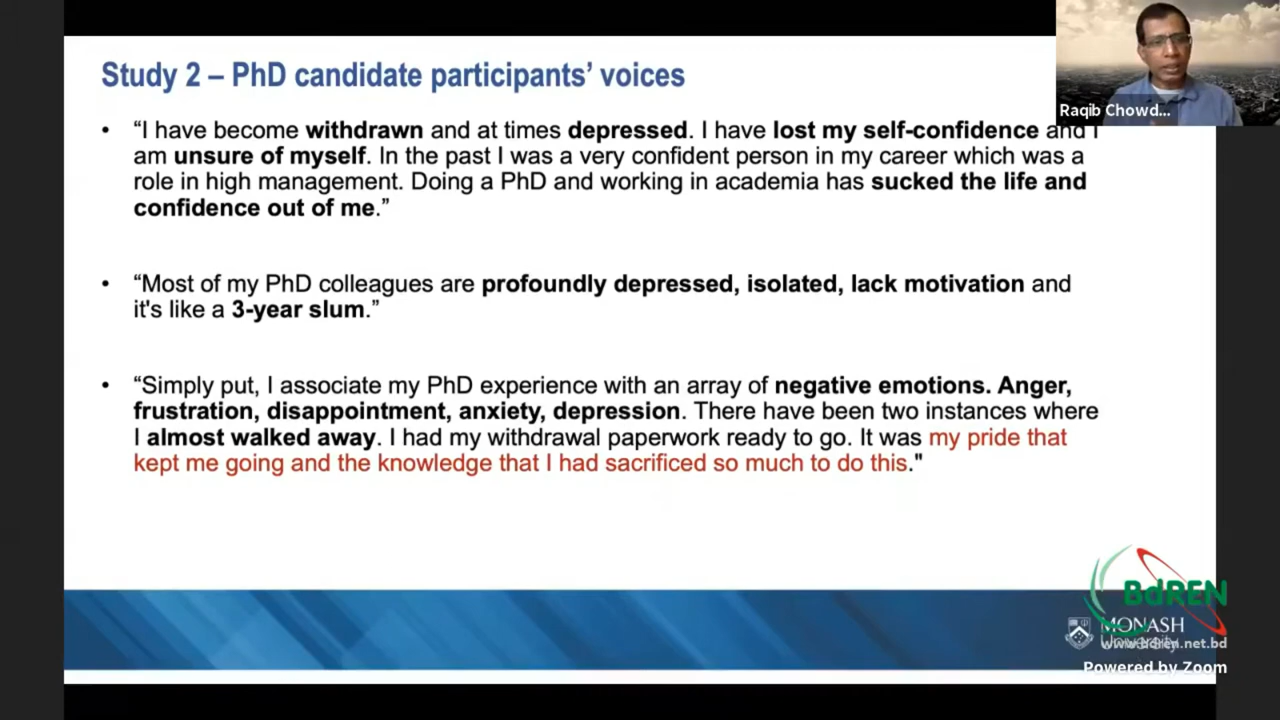 Study 2 – PhD candidate participants’ voices
Raqib Chowd...
• “I have become withdrawn and at times depressed. I have lost my self-confidence and I
am unsure of myself. In the past I was a very confident person in my career which was a
role in high management. Doing a PhD and working in academia has sucked the life and
confidence out of me.”
• “Most of my PhD colleagues are profoundly depressed, isolated, lack motivation and
it's like a 3-year slum.”
• “Simply put, I associate my PhD experience with an array of negative emotions. Anger,
frustration, disappointment, anxiety, depression. There have been two instances where
I almost walked away. I had my withdrawal paperwork ready to go. It was my pride that
kept me going and the knowledge that I had sacrificed so much to do this."
BdREN
MONASH
University
www.bdren.net.bd
Powered by Zoom